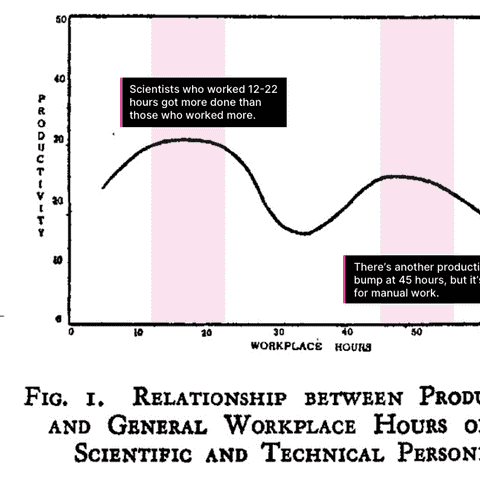 50
40
30
20
10
0
PRODUCTIVITY
Scientists who worked 12-22
hours got more done than
those who worked more.
There's another producti
bump at 45 hours, but it's
for manual work.
0 10 20 30 40 50
WORKPLACE HOURS
FIG. 1. RELATIONSHIP BETWEEN PRODU
AND GENERAL WORKPLACE HOURS O
SCIENTIFIC AND TECHNICAL PERSON